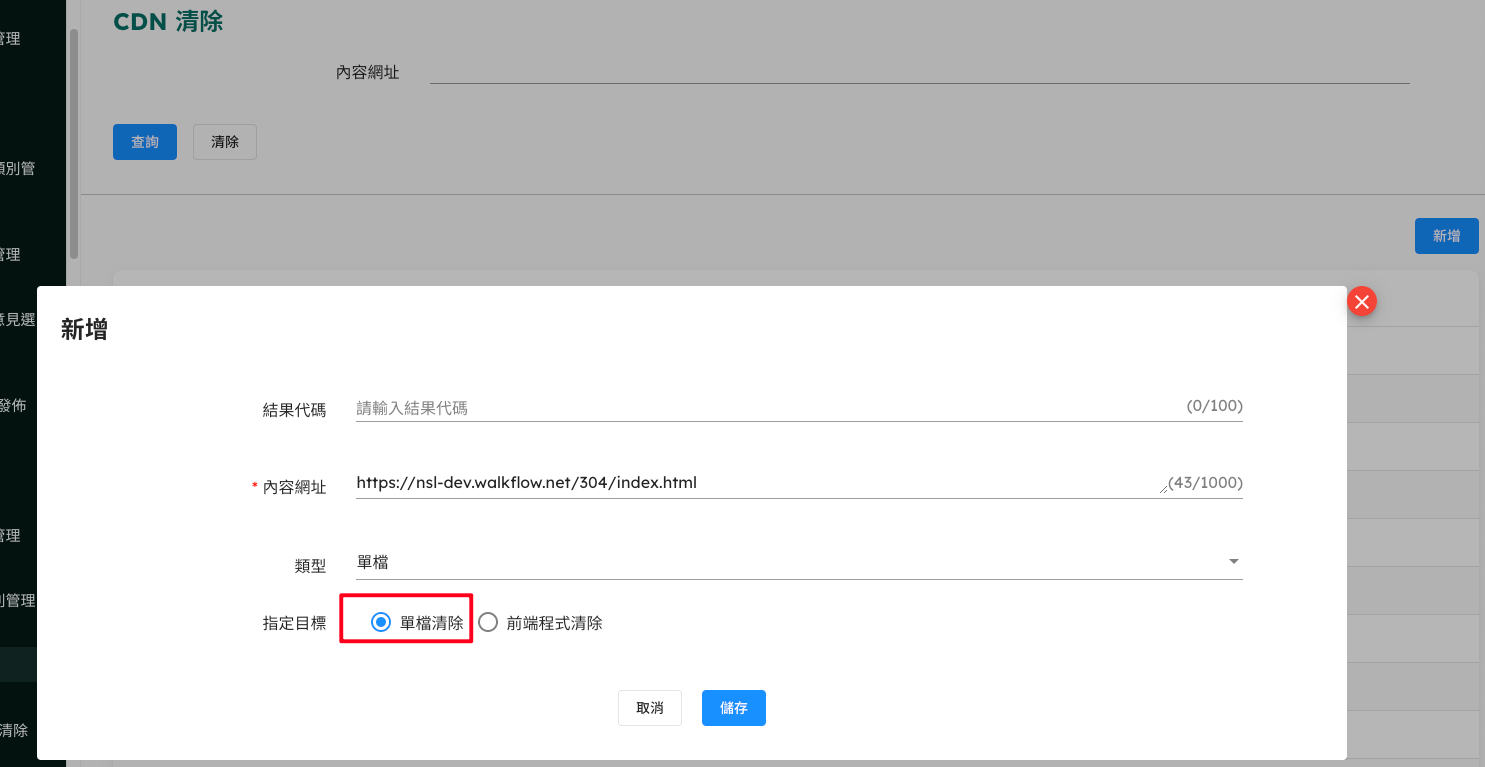 CDN 清除
管理
內容網址
查詢
清除
類別管
新增
管理
意見選
新增
發佈
結果代碼
請輸入結果代碼
(0/100)
* 內容網址
https://nsl-dev.walkflow.net/304/index.html
(43/1000)
管理
類型
單檔
別管理
指定目標
單檔清除
前端程式清除
取消
儲存
清除